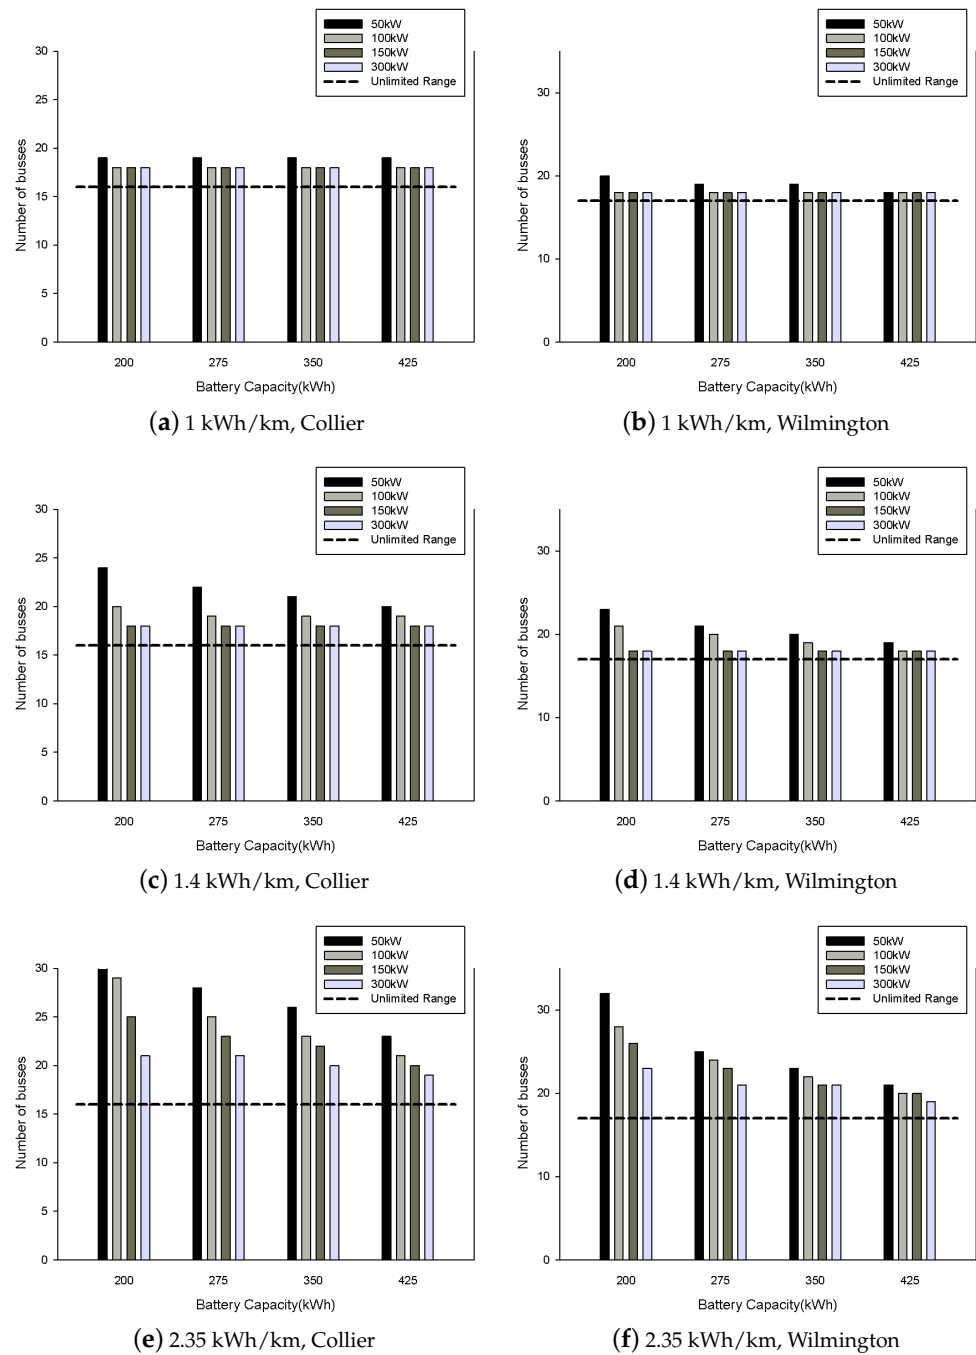 50kW
100kW
150kW
300kW
Unlimited Range
30
25
20
15
10
5
0
Number of busses
200 275 350 425
Battery Capacity(kWh)
(a) 1 kWh/km, Collier
50kW
100kW
150kW
300kW
Unlimited Range
30
20
10
0
Number of busses
200 275 350 425
Battery Capacity(kWh)
(b) 1 kWh/km, Wilmington
50kW
100kW
150kW
300kW
Unlimited Range
30
25
20
15
10
5
0
Number of busses
200 275 350 425
Battery Capacity(kWh)
(c) 1.4 kWh/km, Collier
50kW
100kW
150kW
300kW
Unlimited Range
30
20
10
0
Number of busses
200 275 350 425
Battery Capacity(kWh)
(d) 1.4 kWh/km, Wilmington
50kW
100kW
150kW
300kW
Unlimited Range
30
25
20
15
10
5
0
Number of busses
200 275 350 425
Battery Capacity(kWh)
(e) 2.35 kWh/km, Collier
50kW
100kW
150kW
300kW
Unlimited Range
30
20
10
0
Number of busses
200 275 350 425
Battery Capacity(kWh)
(f) 2.35 kWh/km, Wilmington